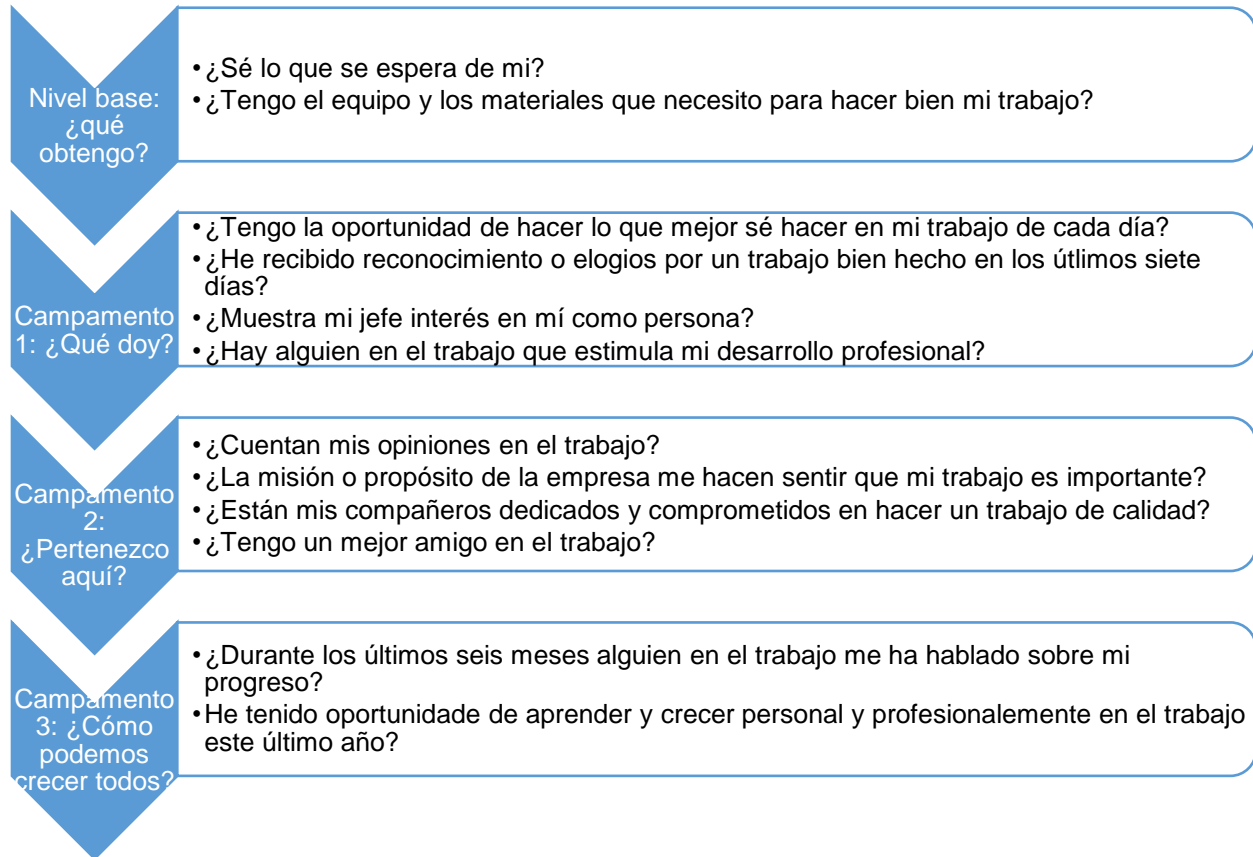 Nivel base:
¿qué
obtengo?
•¿Sé lo que se espera de mi?
•¿Tengo el equipo y los materiales que necesito para hacer bien mi trabajo?
Campamento
1: ¿Qué doy?
•¿Tengo la oportunidad de hacer lo que mejor sé hacer en mi trabajo de cada día?
•¿He recibido reconocimiento o elogios por un trabajo bien hecho en los útlimos siete
días?
•¿Muestra mi jefe interés en mí como persona?
•¿Hay alguien en el trabajo que estimula mi desarrollo profesional?
Campamento
2:
¿Pertenezco
aquí?
•¿Cuentan mis opiniones en el trabajo?
•¿La misión o propósito de la empresa me hacen sentir que mi trabajo es importante?
•¿Están mis compañeros dedicados y comprometidos en hacer un trabajo de calidad?
•¿Tengo un mejor amigo en el trabajo?
Campamento
3: ¿Cómo
podemos
crecer todos?
•¿Durante los últimos seis meses alguien en el trabajo me ha hablado sobre mi
progreso?
•He tenido oportunidade de aprender y crecer personal y profesionalemente en el trabajo
este último año?